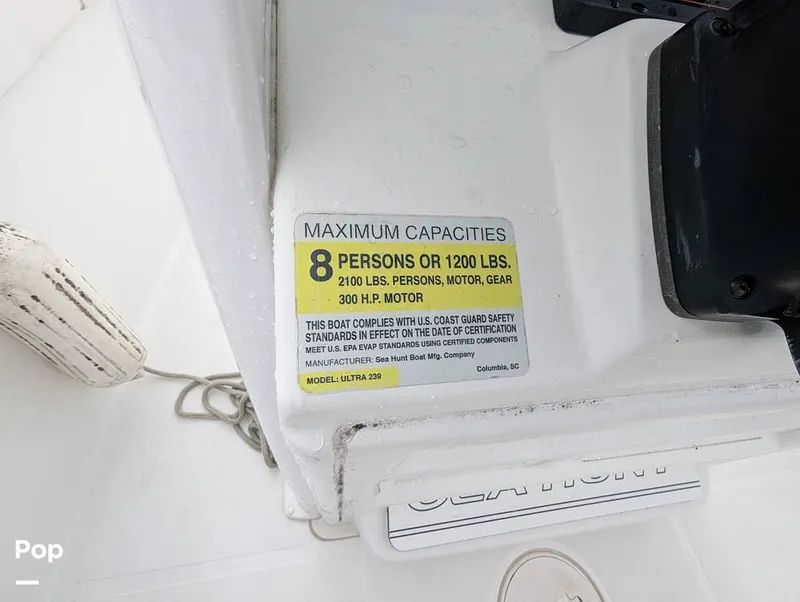 MAXIMUM CAPACITIES
8 PERSONS OR 1200 LBS.
2100 LBS. PERSONS, MOTOR, GEAR
300 H.P. MOTOR
THIS BOAT COMPLIES WITH U.S. COAST GUARD SAFETY
STANDARDS IN EFFECT ON THE DATE OF CERTIFICATION
MEET U.S. EPA EVAP STANDARDS USING CERTIFIED COMPONENTS
MANUFACTURER: Sea Hunt Boat Mfg. Company
Columbia, SC
MODEL: ULTRA 239
SEA HUNT
Pop